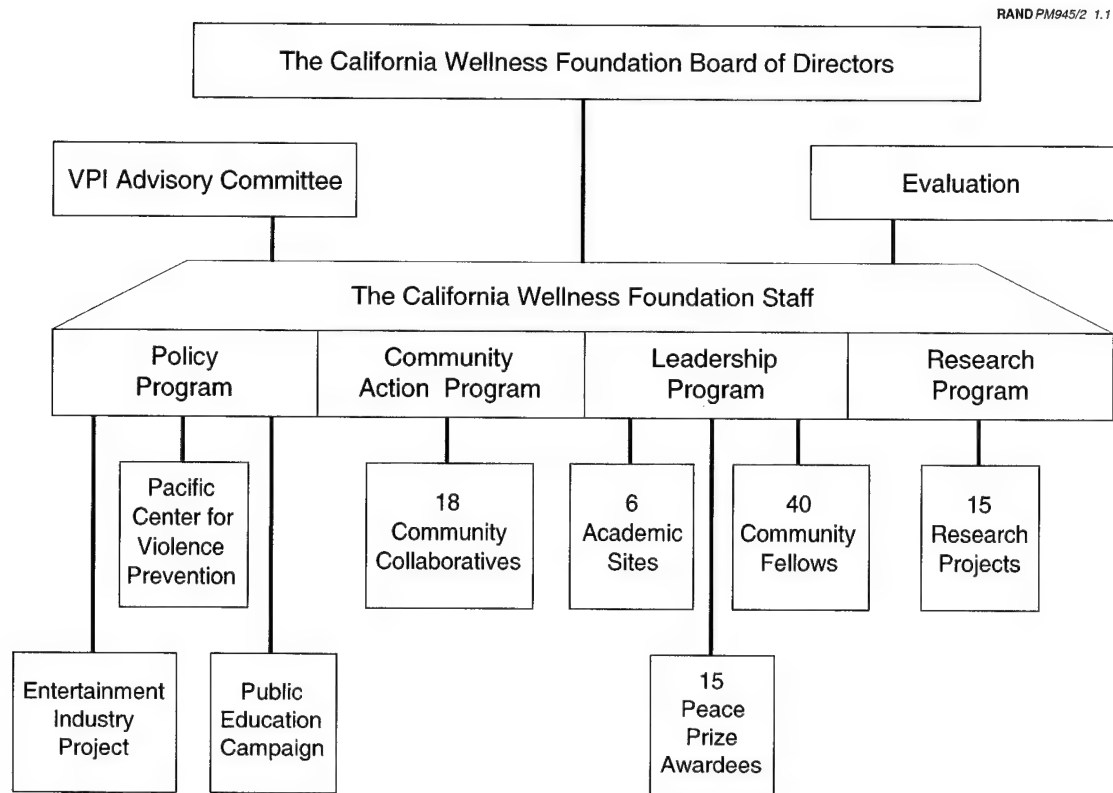 RAND PM945/2 1.1
The California Wellness Foundation Board of Directors
VPI Advisory Committee
Evaluation
The California Wellness Foundation Staff
Policy
Program
Community
Action Program
Leadership
Program
Research
Program
Pacific
Center for
Violence
Prevention
18
Community
Collaboratives
6
Academic
Sites
40
Community
Fellows
15
Research
Projects
Entertainment
Industry
Project
Public
Education
Campaign
15
Peace
Prize
Awardees